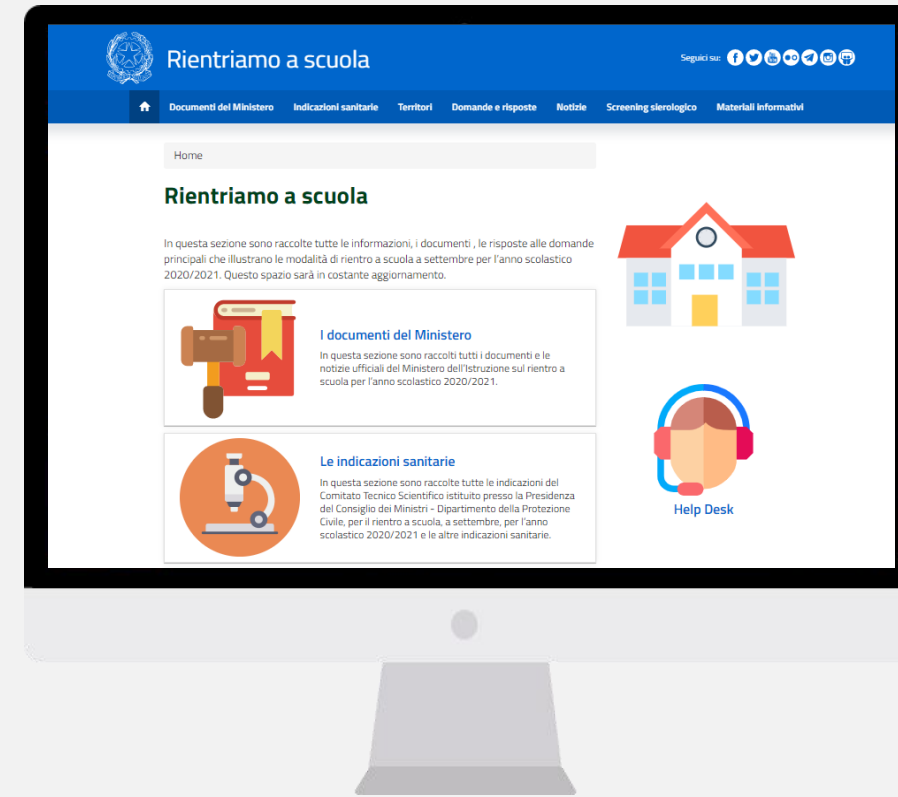 Rientriamo a scuola
Seguici su:
Documenti del Ministero Indicazioni sanitarie Territori Domande e risposte Notizie Screening sierologico Materiali informativi
Home
Rientriamo a scuola
In questa sezione sono raccolte tutte le informazioni, i documenti , le risposte alle domande
principali che illustrano le modalità di rientro a scuola a settembre per l'anno scolastico
2020/2021. Questo spazio sarà in costante aggiornamento.
I documenti del Ministero
In questa sezione sono raccolti tutti i documenti e le
notizie ufficiali del Ministero dell'Istruzione sul rientro a
scuola per l'anno scolastico 2020/2021.
Le indicazioni sanitarie
In questa sezione sono raccolte tutte le indicazioni del
Comitato Tecnico Scientifico istituito presso la Presidenza
del Consiglio dei Ministri - Dipartimento della Protezione
Civile, per il rientro a scuola, a settembre, per l'anno
scolastico 2020/2021 e le altre indicazioni sanitarie.
Help Desk